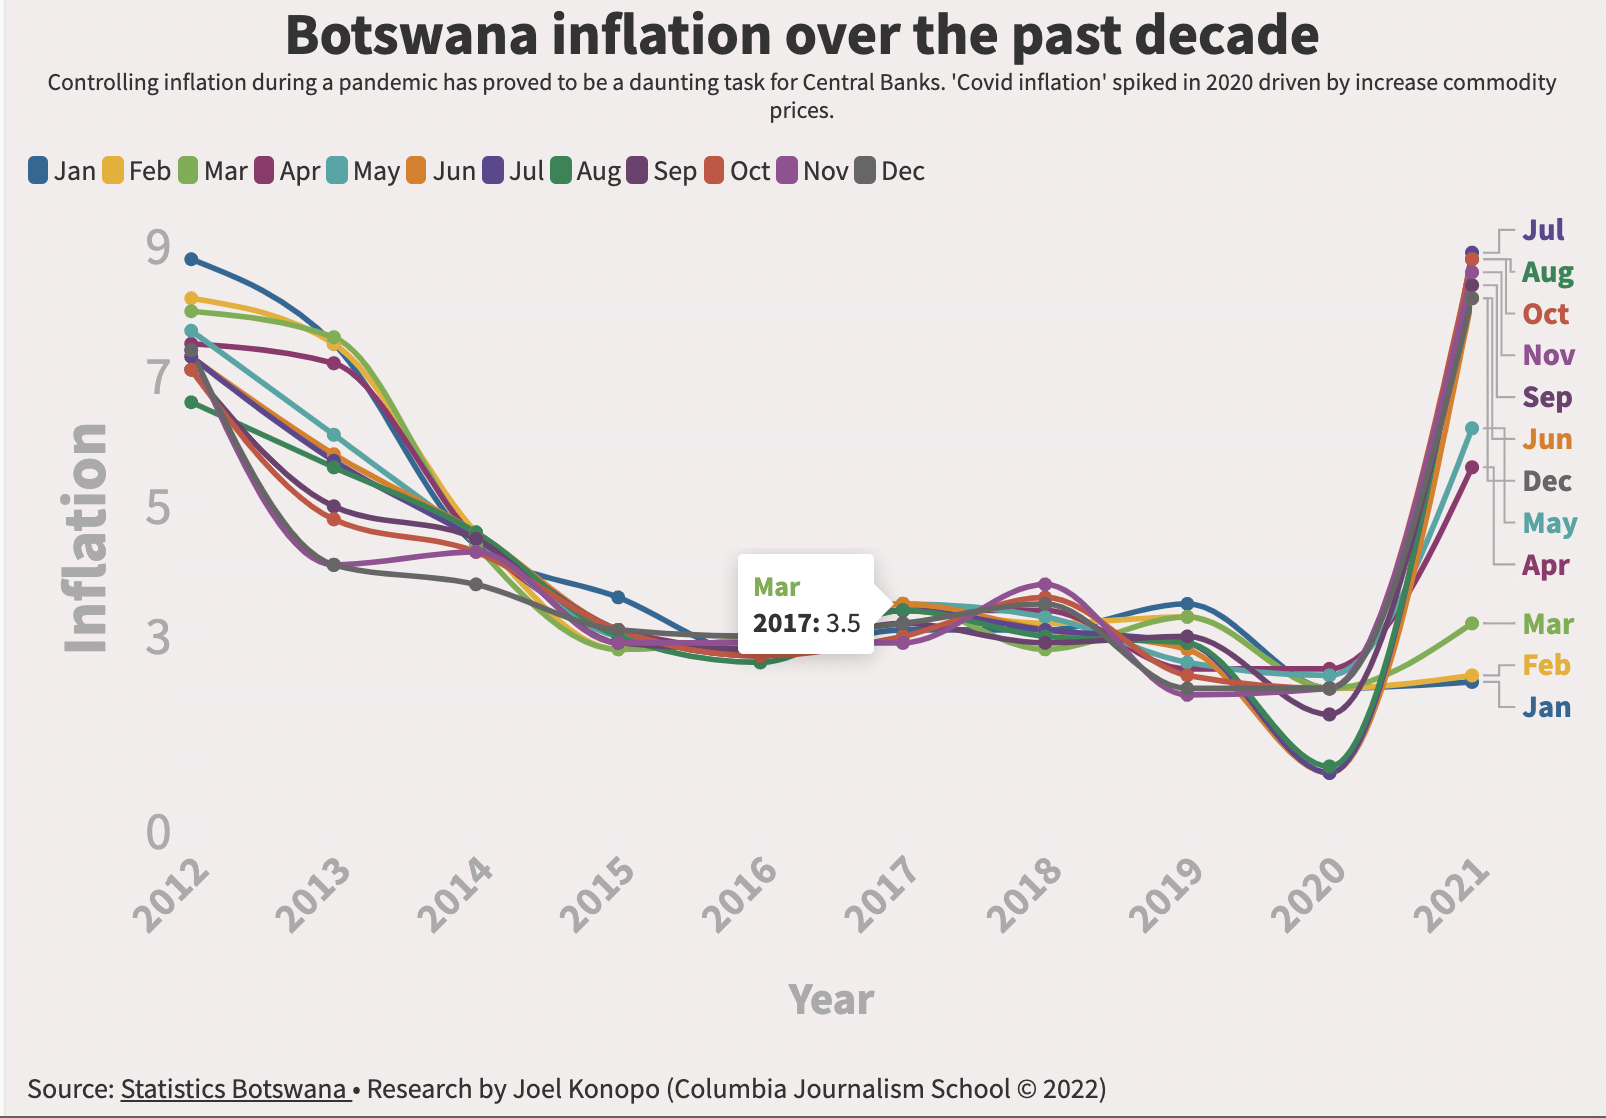 Botswana inflation over the past decade
Controlling inflation during a pandemic has proved to be a daunting task for Central Banks. 'Covid inflation' spiked in 2020 driven by increase commodity
prices.
Jan Feb Mar Apr May Jun Jul Aug Sep Oct Nov Dec
9
7
5
3
0
Inflation
Mar
2017: 3.5
Jul
Aug
Oct
Nov
Sep
Jun
Dec
May
Apr
Mar
Feb
Jan
2012 2013 2014 2015 2016 2017 2018 2019 2020 2021
Year
Source: Statistics Botswana • Research by Joel Konopo (Columbia Journalism School © 2022)